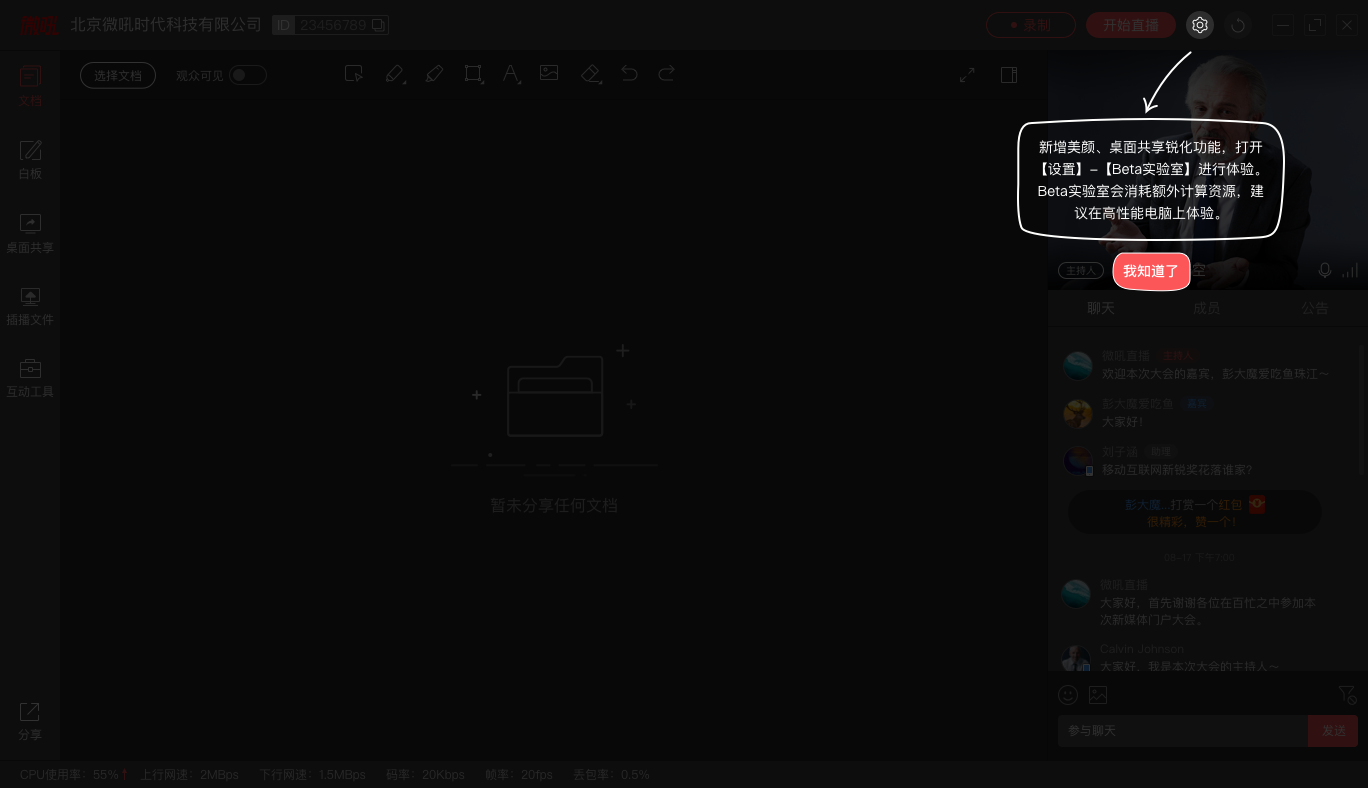 微吼
北京微吼时代科技有限公司
ID 23456789
录制
开始直播
文档
白板
桌面共享
插播文件
互动工具
分享
选择文档
观众可见
暂未分享任何文档
新增美颜、桌面共享锐化功能，打开
【设置】-【Beta实验室】进行体验。
Beta实验室会消耗额外计算资源，建
议在高性能电脑上体验。
主持人
空
我知道了
聊天
成员
公告
微吼直播 主持人
欢迎本次大会的嘉宾，彭大魔爱吃鱼珠江～
彭大魔爱吃鱼 嘉宾
大家好！
刘子涵 助理
移动互联网新锐奖花落谁家？
彭大魔...打赏一个红包
很精彩，赞一个！
微吼直播
大家好，首先谢谢各位在百忙之中参加本
次新媒体门户大会。
Calvin Johnson
大家好，我是本次大会的主持人～
参与聊天
发送
CPU使用率：55%↑ 上行网速：2MBps 下行网速：1.5MBps 码率：20Kbps 帧率：20fps 丢包率：0.5%